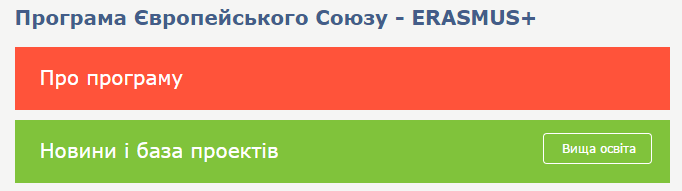 Програма Європейського Союзу - ERASMUS+
Про програму
Новини і база проектів
Вища освіта